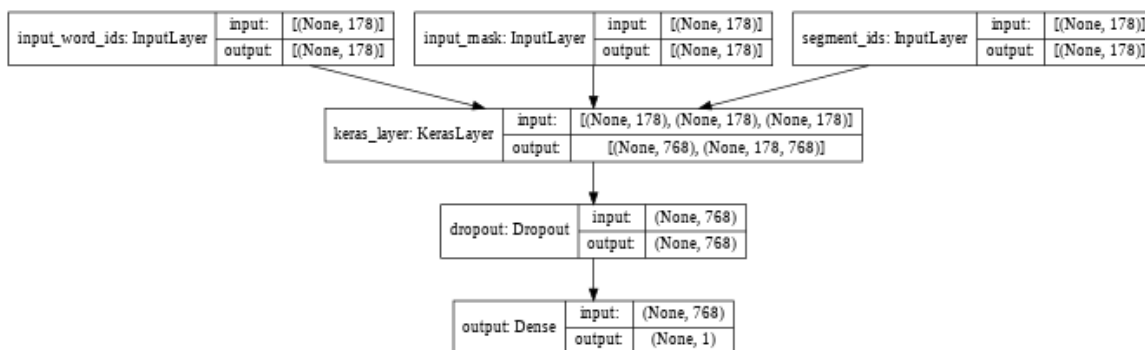 input_word_ids: InputLayer input: [(None, 178)]
output: [(None, 178)]
input_mask: InputLayer input: [(None, 178)]
output: [(None, 178)]
segment_ids: InputLayer input: [(None, 178)]
output: [(None, 178)]
keras_layer: KerasLayer input: [(None, 178), (None, 178), (None, 178)]
output: [(None, 768), (None, 178, 768)]
dropout: Dropout input: (None, 768)
output: (None, 768)
output: Dense input: (None, 768)
output: (None, 1)